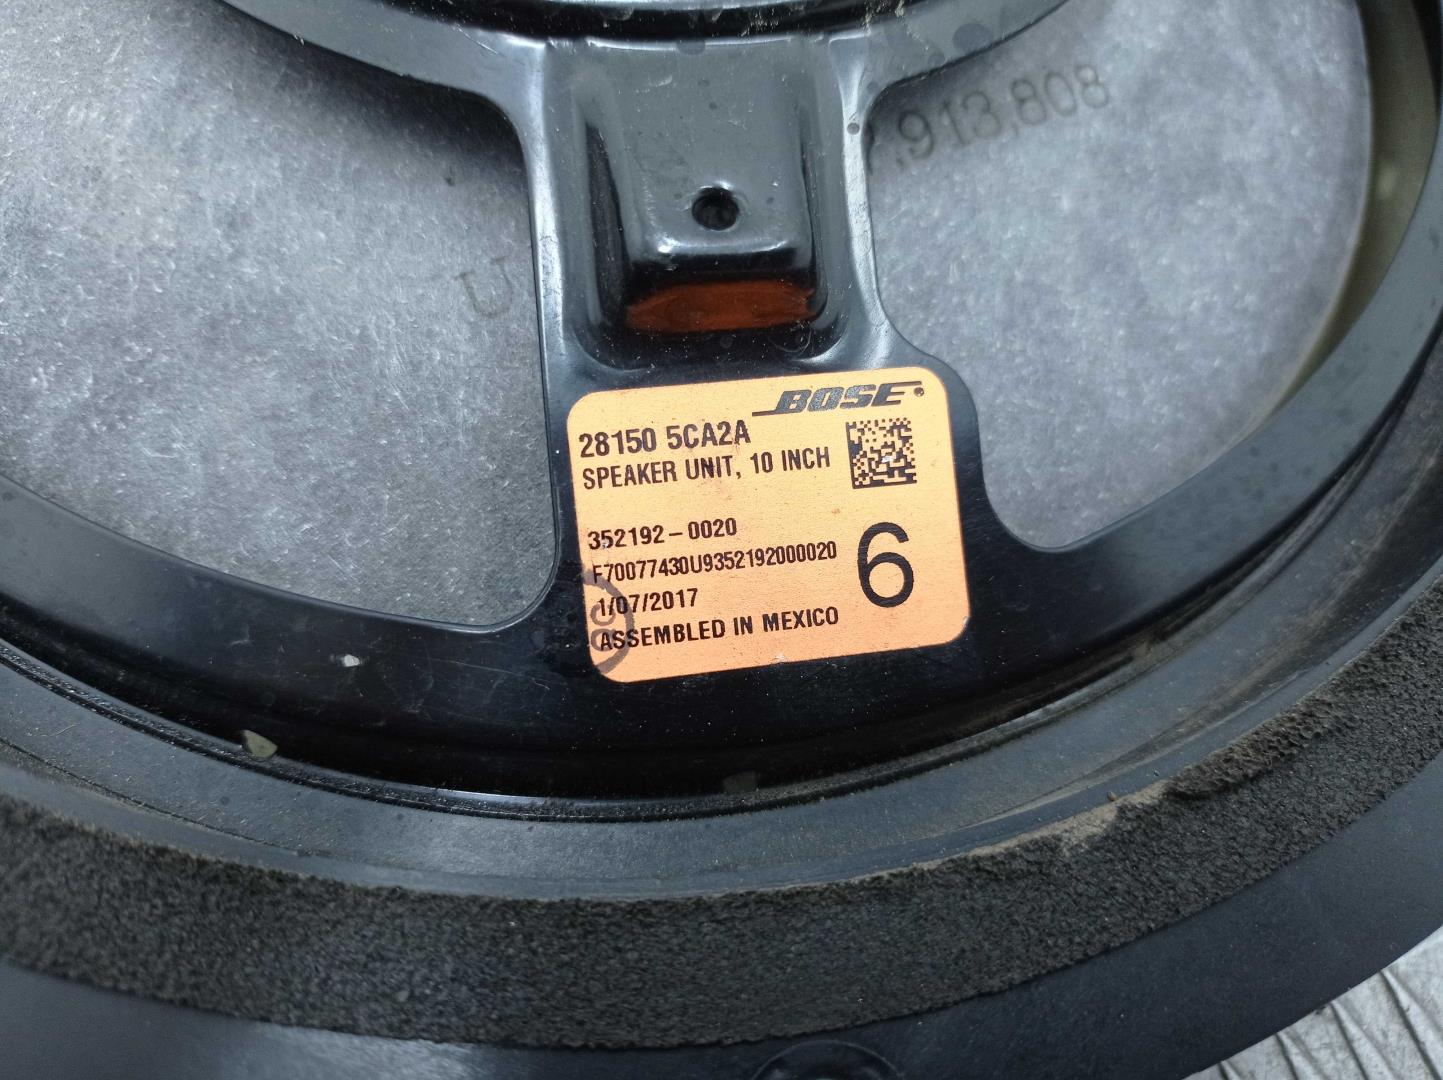 ,913,808
U
BOSE
28150 5CA2A
SPEAKER UNIT, 10 INCH
352192-0020
F70077430U9352192000020
6
1/07/2017
ASSEMBLED IN MEXICO